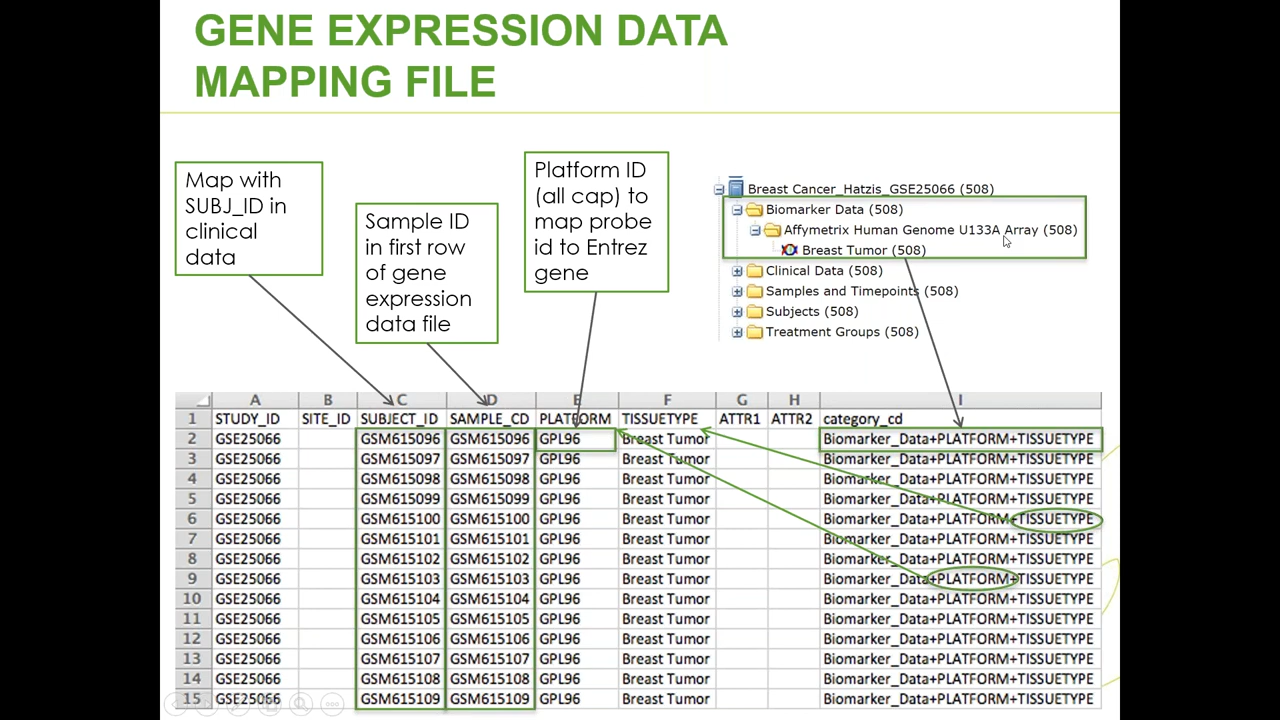 GENE EXPRESSION DATA
MAPPING FILE
Map with
SUBJ_ID in
clinical
data
Sample ID
in first row
of gene
expression
data file
Platform ID
(all cap) to
map probe
id to Entrez
gene
Breast Cancer_Hatzis_GSE25066 (508)
Biomarker Data (508)
Affymetrix Human Genome U133A Array (508)
Breast Tumor (508)
Clinical Data (508)
Samples and Timepoints (508)
Subjects (508)
Treatment Groups (508)
A B C D E F G H I
1 STUDY_ID SITE_ID SUBJECT_ID SAMPLE_CD PLATFORM TISSUETYPE ATTR1 ATTR2 category_cd
2 GSE25066 GSM615096 GSM615096 GPL96 Breast Tumor Biomarker_Data+PLATFORM+TISSUETYPE
3 GSE25066 GSM615097 GSM615097 GPL96 Breast Tumor Biomarker_Data+PLATFORM+TISSUETYPE
4 GSE25066 GSM615098 GSM615098 GPL96 Breast Tumor Biomarker_Data+PLATFORM+TISSUETYPE
5 GSE25066 GSM615099 GSM615099 GPL96 Breast Tumor Biomarker_Data+PLATFORM+TISSUETYPE
6 GSE25066 GSM615100 GSM615100 GPL96 Breast Tumor Biomarker_Data+PLATFORM+TISSUETYPE
7 GSE25066 GSM615101 GSM615101 GPL96 Breast Tumor Biomarker_Data+PLATFORM+TISSUETYPE
8 GSE25066 GSM615102 GSM615102 GPL96 Breast Tumor Biomarker_Data+PLATFORM+TISSUETYPE
9 GSE25066 GSM615103 GSM615103 GPL96 Breast Tumor Biomarker_Data+PLATFORM+TISSUETYPE
10 GSE25066 GSM615104 GSM615104 GPL96 Breast Tumor Biomarker_Data+PLATFORM+TISSUETYPE
11 GSE25066 GSM615105 GSM615105 GPL96 Breast Tumor Biomarker_Data+PLATFORM+TISSUETYPE
12 GSE25066 GSM615106 GSM615106 GPL96 Breast Tumor Biomarker_Data+PLATFORM+TISSUETYPE
13 GSE25066 GSM615107 GSM615107 GPL96 Breast Tumor Biomarker_Data+PLATFORM+TISSUETYPE
14 GSE25066 GSM615108 GSM615108 GPL96 Breast Tumor Biomarker_Data+PLATFORM+TISSUETYPE
15 GSE25066 GSM615109 GSM615109 GPL96 Breast Tumor Biomarker_Data+PLATFORM+TISSUETYPE